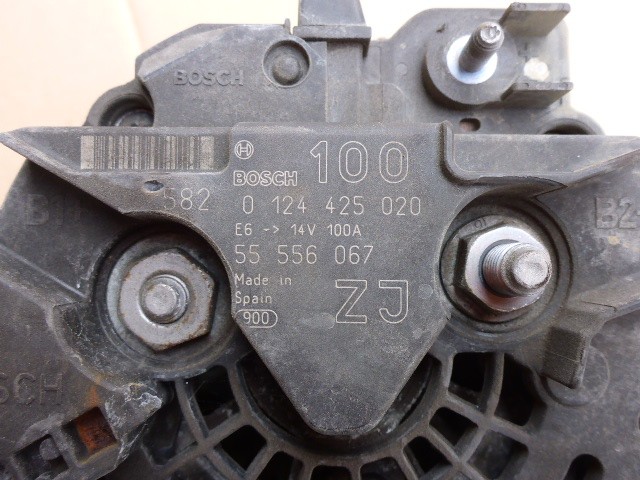 BOSCH
100
BOSCH
582 0 124 425 020
E6 -> 14V 100A
55 556 067
Made in
Spain
ZJ
900
B2
BOSCH